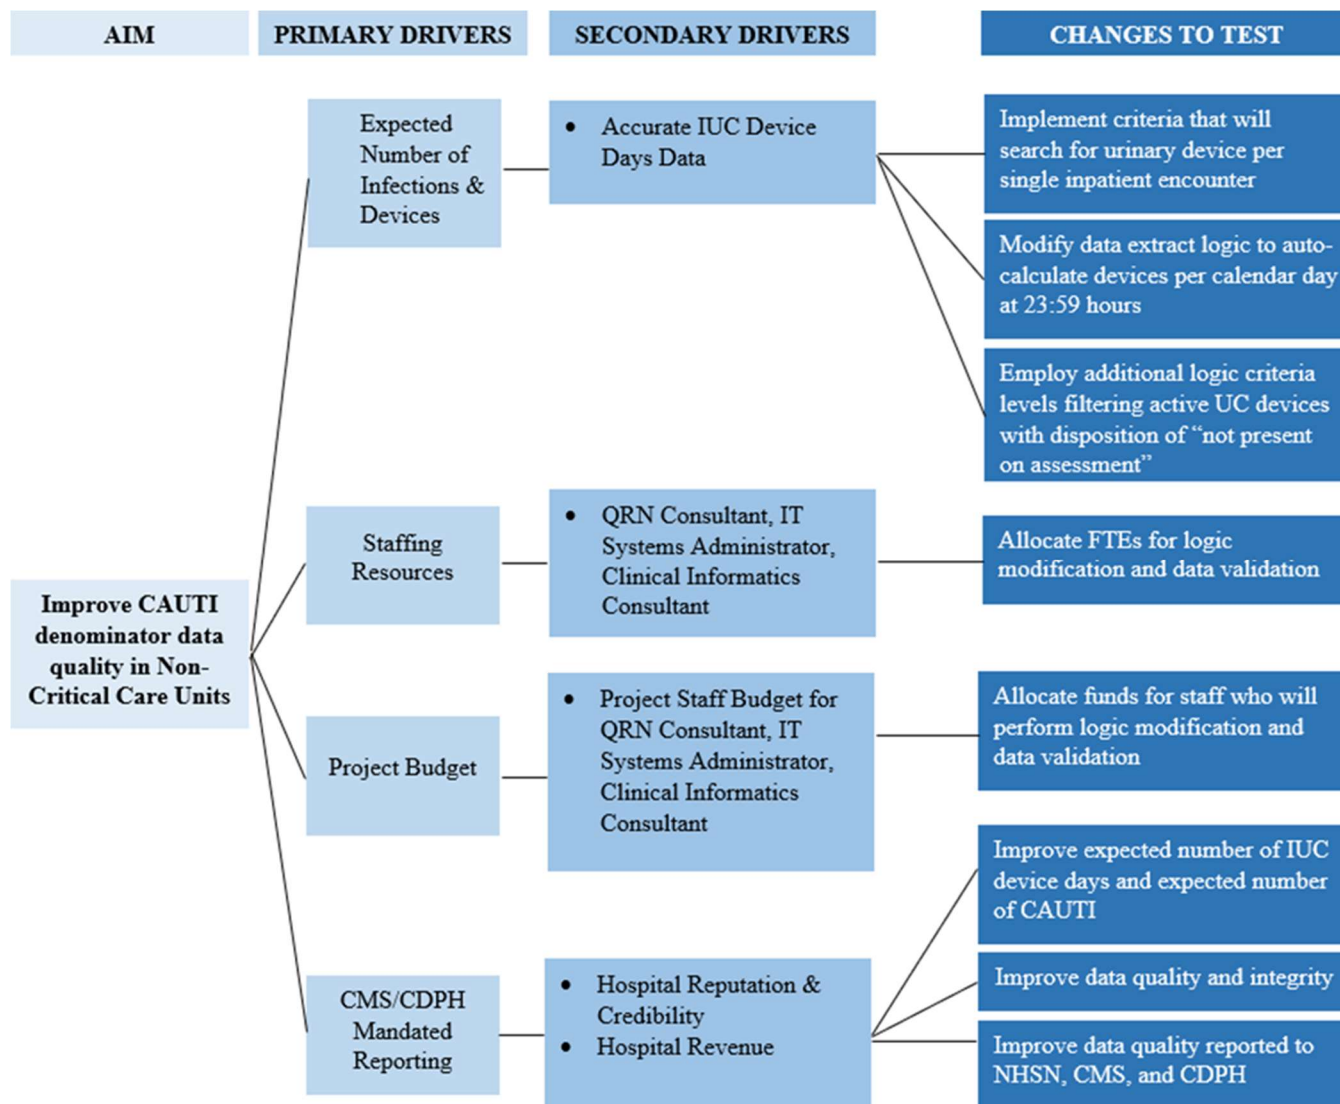 AIM
PRIMARY DRIVERS
SECONDARY DRIVERS
CHANGES TO TEST
Improve CAUTI
denominator data
quality in Non-
Critical Care Units
Expected
Number of
Infections &
Devices
• Accurate IUC Device
Days Data
Implement criteria that will
search for urinary device per
single inpatient encounter
Modify data extract logic to auto-
calculate devices per calendar day
at 23:59 hours
Employ additional logic criteria
levels filtering active UC devices
with disposition of “not present
on assessment”
Staffing
Resources
• QRN Consultant, IT
Systems Administrator,
Clinical Informatics
Consultant
Allocate FTEs for logic
modification and data validation
Project Budget
• Project Staff Budget for
QRN Consultant, IT
Systems Administrator,
Clinical Informatics
Consultant
Allocate funds for staff who will
perform logic modification and
data validation
CMS/CDPH
Mandated
Reporting
• Hospital Reputation &
Credibility
• Hospital Revenue
Improve expected number of IUC
device days and expected number
of CAUTI
Improve data quality and integrity
Improve data quality reported to
NHSN, CMS, and CDPH